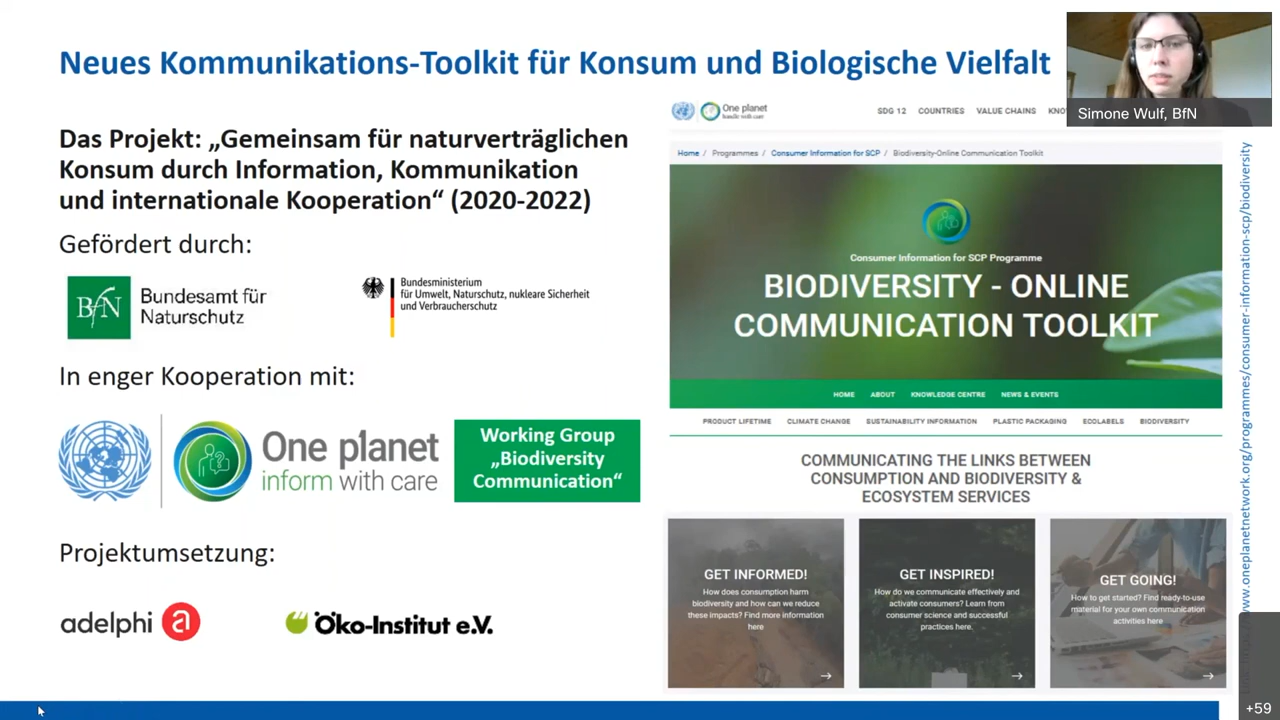 Neues Kommunikations-Toolkit für Konsum und Biologische Vielfalt
Das Projekt: „Gemeinsam für naturverträglichen
Konsum durch Information, Kommunikation
und internationale Kooperation“ (2020-2022)
Gefördert durch:
BfN
Bundesamt für
Naturschutz
Bundesministerium
für Umwelt, Naturschutz, nukleare Sicherheit
und Verbraucherschutz
In enger Kooperation mit:
One planet
inform with care
Working Group
„Biodiversity
Communication“
Projektumsetzung:
adelphi a
Öko-Institut e.V.
One planet
handle with care
SDG 12 COUNTRIES VALUE CHAINS
Home / Programmes / Consumer Information for SCP / Biodiversity-Online Communication Toolkit
Consumer Information for SCP Programme
BIODIVERSITY - ONLINE
COMMUNICATION TOOLKIT
HOME ABOUT KNOWLEDGE CENTRE NEWS & EVENTS
PRODUCT LIFETIME CLIMATE CHANGE SUSTAINABILITY INFORMATION PLASTIC PACKAGING ECOLABELS BIODIVERSITY
COMMUNICATING THE LINKS BETWEEN
CONSUMPTION AND BIODIVERSITY &
ECOSYSTEM SERVICES
GET INFORMED!
How does consumption harm
biodiversity and how can we reduce
these impacts? Find more information
here
GET INSPIRED!
How do we communicate effectively and
activate consumers? Learn from
consumer science and successful
practices here.
GET GOING!
How to get started? Find ready-to-use
material for your own communication
activities here
www.oneplanetnetwork.org/programmes/consumer-information-scp/biodiversity
Simone Wulf, BfN
+59